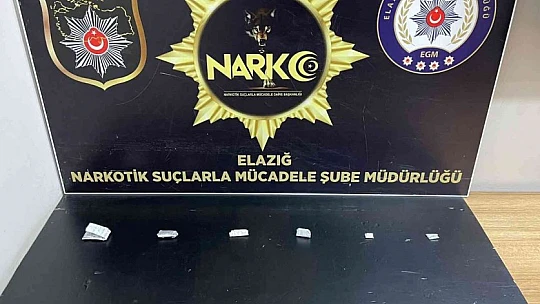 NARKO
NARKOTİK SUÇLARLA MÜCADELE DAİRE BAŞKANLIĞI
EGM
ELAZIĞ
NARKOTİK SUÇLARLA MÜCADELE ŞUBE MÜDÜRLÜĞÜ